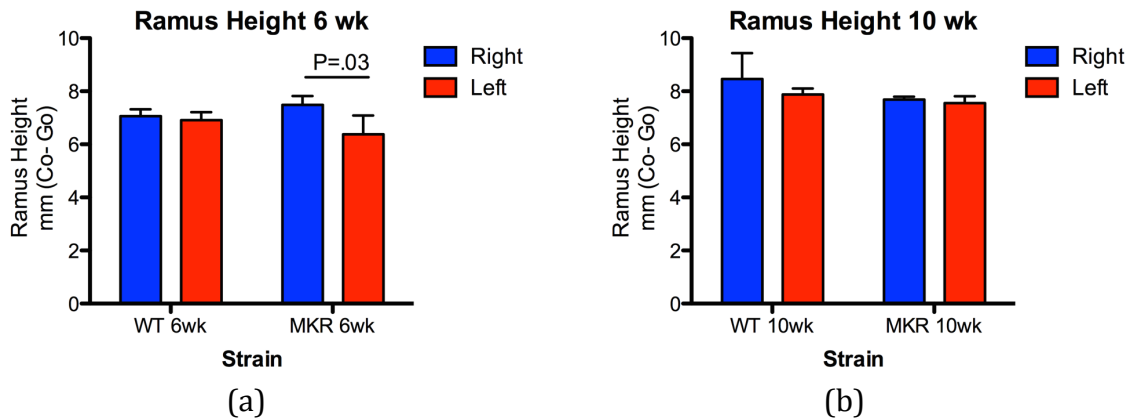 Ramus Height 6 wk
Ramus Height
mm (Co- Go)
10
8
6
4
2
0
P=.03
Right
Left
WT 6wk
MKR 6wk
Strain
(a)
Ramus Height 10 wk
Ramus Height
mm (Co- Go)
10
8
6
4
2
0
Right
Left
WT 10wk
MKR 10wk
Strain
(b)